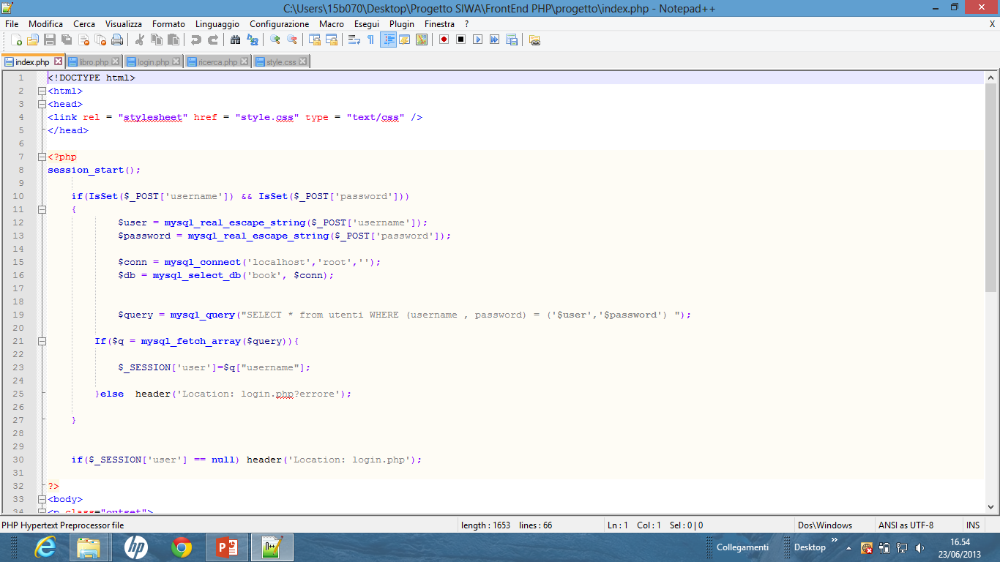 C:\Users\15b070\Desktop\Progetto SIWA\FrontEnd PHP\progetto\index.php - Notepad++
File Modifica Cerca Visualizza Formato Linguaggio Configurazione Macro Esegui Plugin Finestra ? X
index.php libro.php login.php ricerca.php style.css
1 <!DOCTYPE html>
2 <html>
3 <head>
4 <link rel = "stylesheet" href = "style.css" type = "text/css" />
5 </head>
6
7 <?php
8 session_start();
9
10 if(IsSet($_POST['username']) && IsSet($_POST['password']))
11 {
12 $user = mysql_real_escape_string($_POST['username']);
13 $password = mysql_real_escape_string($_POST['password']);
14
15 $conn = mysql_connect('localhost','root','');
16 $db = mysql_select_db('book', $conn);
17
18
19 $query = mysql_query("SELECT * from utenti WHERE (username , password) = ('$user','$password') ");
20
21 If($q = mysql_fetch_array($query)){
22
23 $_SESSION['user']=$q["username"];
24
25 }else  header('Location: login.php?errore');
26
27 }
28
29
30 if($_SESSION['user'] == null) header('Location: login.php');
31
32 ?>
33 <body>
34 <p class="outset">
PHP Hypertext Preprocessor file length : 1653 lines : 66 Ln : 1 Col : 1 Sel : 0 | 0 Dos\Windows ANSI as UTF-8 INS
Collegamenti Desktop 16.54
23/06/2013